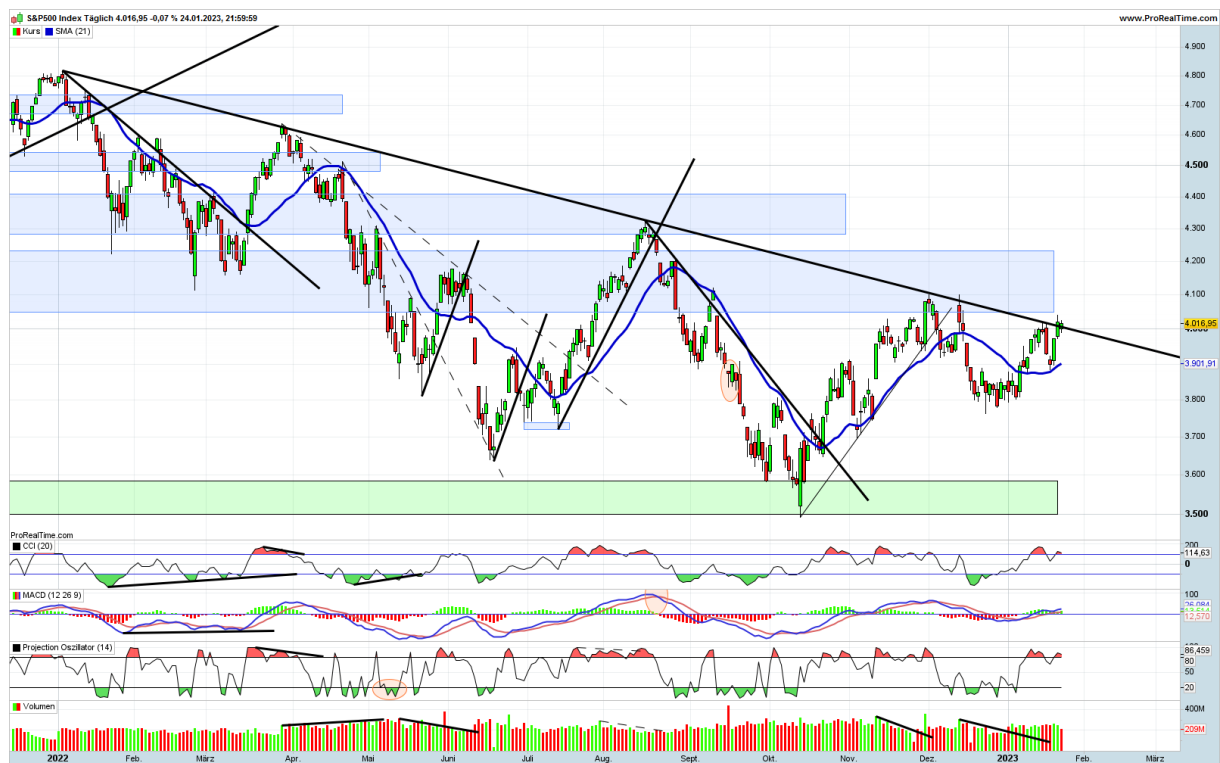 S&P500 Index Täglich 4.016,95 -0,07 % 24.01.2023, 21:59:59
www.ProRealTime.com
Kurs SMA (21)
4.900
4.800
4.700
4.600
4.500
4.400
4.300
4.200
4.100
4.016,95
3.901,91
3.800
3.700
3.600
3.500
ProRealTime.com
CCI (20)
200
114,63
0
MACD (12 26 9)
100
26,084
12,570
Projection Oszillator (14)
86,459
80
50
20
Volumen
400M
209M
2022 Feb. März Apr. Mai Juni Juli Aug. Sept. Okt. Nov. Dez. 2023 Feb. März